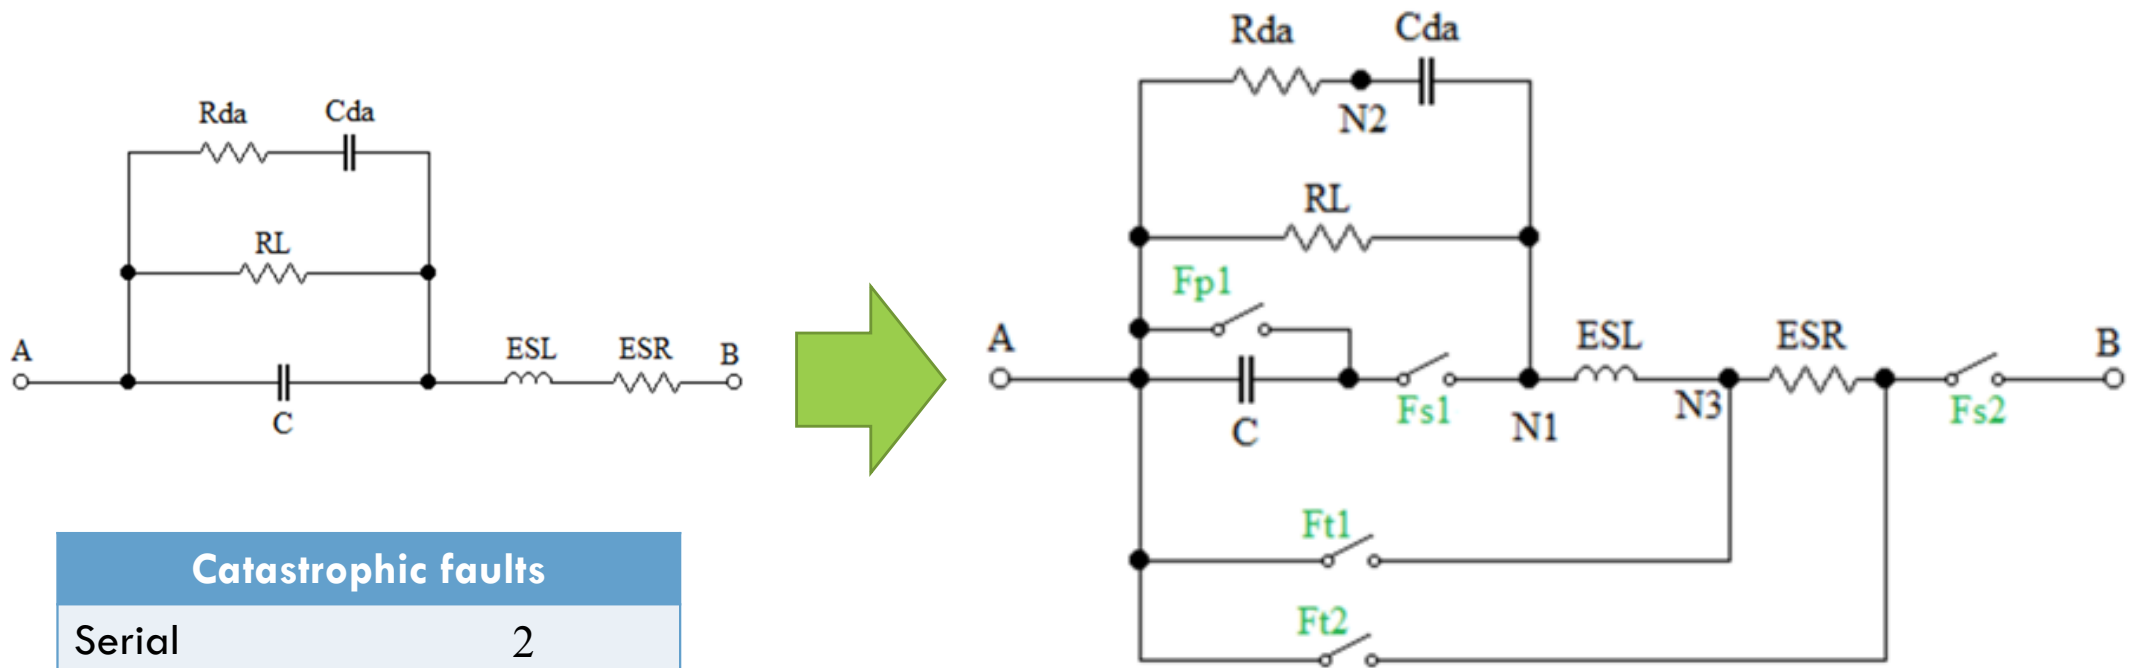 Rda Cda
RL
A
ESL ESR B
C
Rda Cda
N2
RL
Fp1
A
ESL ESR B
C
Fs1
N1
N3
Fs2
Ft1
Ft2
Catastrophic faults
Serial 2